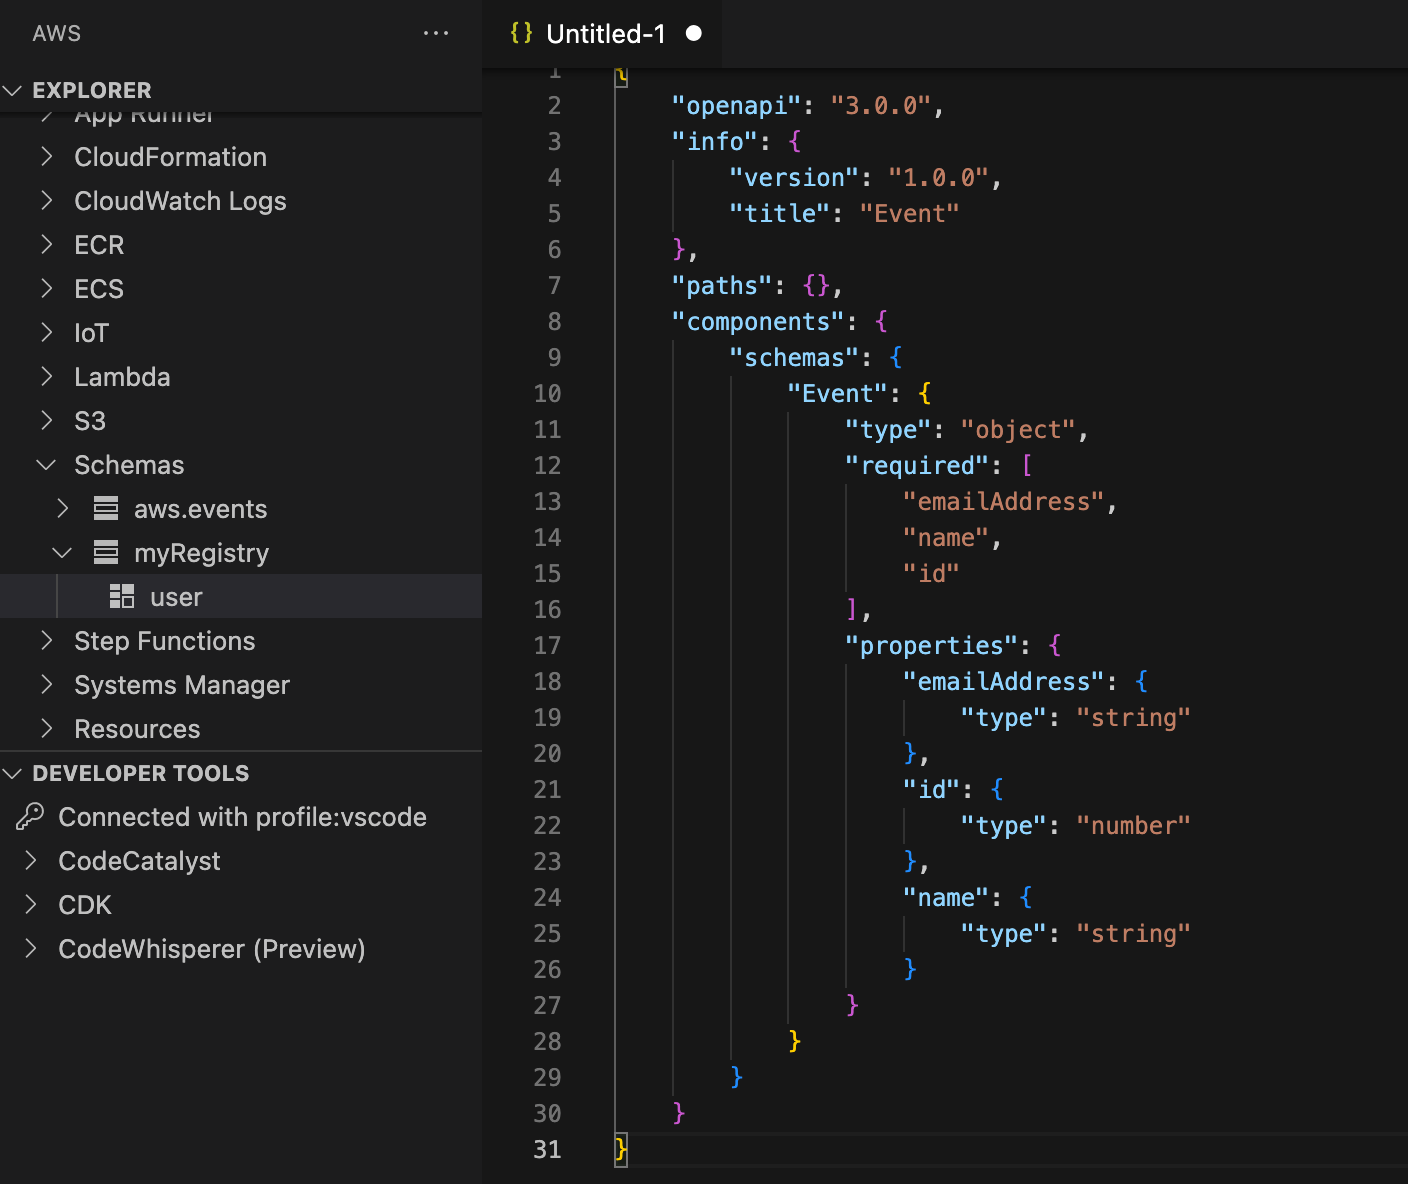 AWS
EXPLORER
App Runner
CloudFormation
CloudWatch Logs
ECR
ECS
IoT
Lambda
S3
Schemas
aws.events
myRegistry
user
Step Functions
Systems Manager
Resources
DEVELOPER TOOLS
Connected with profile:vscode
CodeCatalyst
CDK
CodeWhisperer (Preview)
{} Untitled-1
1 {
2     "openapi": "3.0.0",
3     "info": {
4         "version": "1.0.0",
5         "title": "Event"
6     },
7     "paths": {},
8     "components": {
9         "schemas": {
10             "Event": {
11                 "type": "object",
12                 "required": [
13                     "emailAddress",
14                     "name",
15                     "id"
16                 ],
17                 "properties": {
18                     "emailAddress": {
19                         "type": "string"
20                     },
21                     "id": {
22                         "type": "number"
23                     },
24                     "name": {
25                         "type": "string"
26                     }
27                 }
28             }
29         }
30     }
31 }